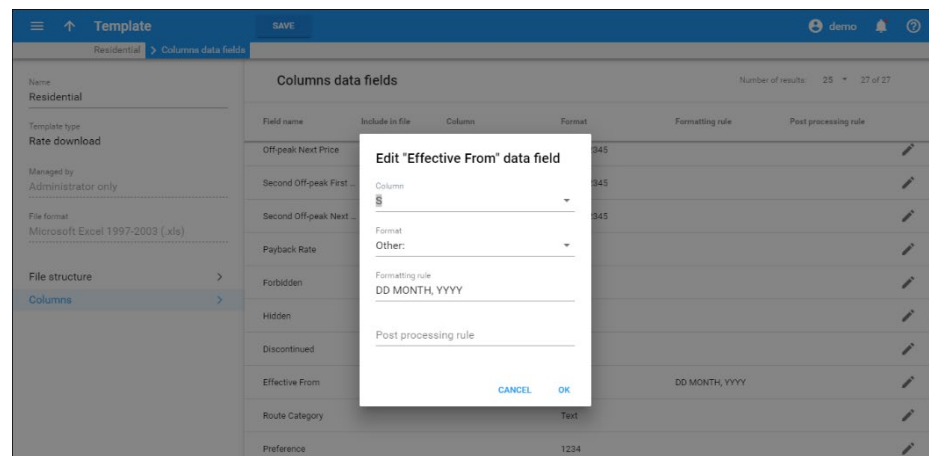 Template
SAVE
demo
Residential > Columns data fields
Name
Residential
Template type
Rate download
Managed by
Administrator only
File format
Microsoft Excel 1997-2003 (.xls)
File structure
Columns
Columns data fields
Number of results: 25 27 of 27
Field name Include in file Column Format Formatting rule Post processing rule
Off-peak Next Price 2345
Second Off-peak First ... 2345
Second Off-peak Next ... 2345
Payback Rate
Forbidden
Hidden
Discontinued
Effective From DD MONTH, YYYY
Route Category Text
Preference 1234
Edit "Effective From" data field
Column
S
Format
Other:
Formatting rule
DD MONTH, YYYY
Post processing rule
CANCEL OK